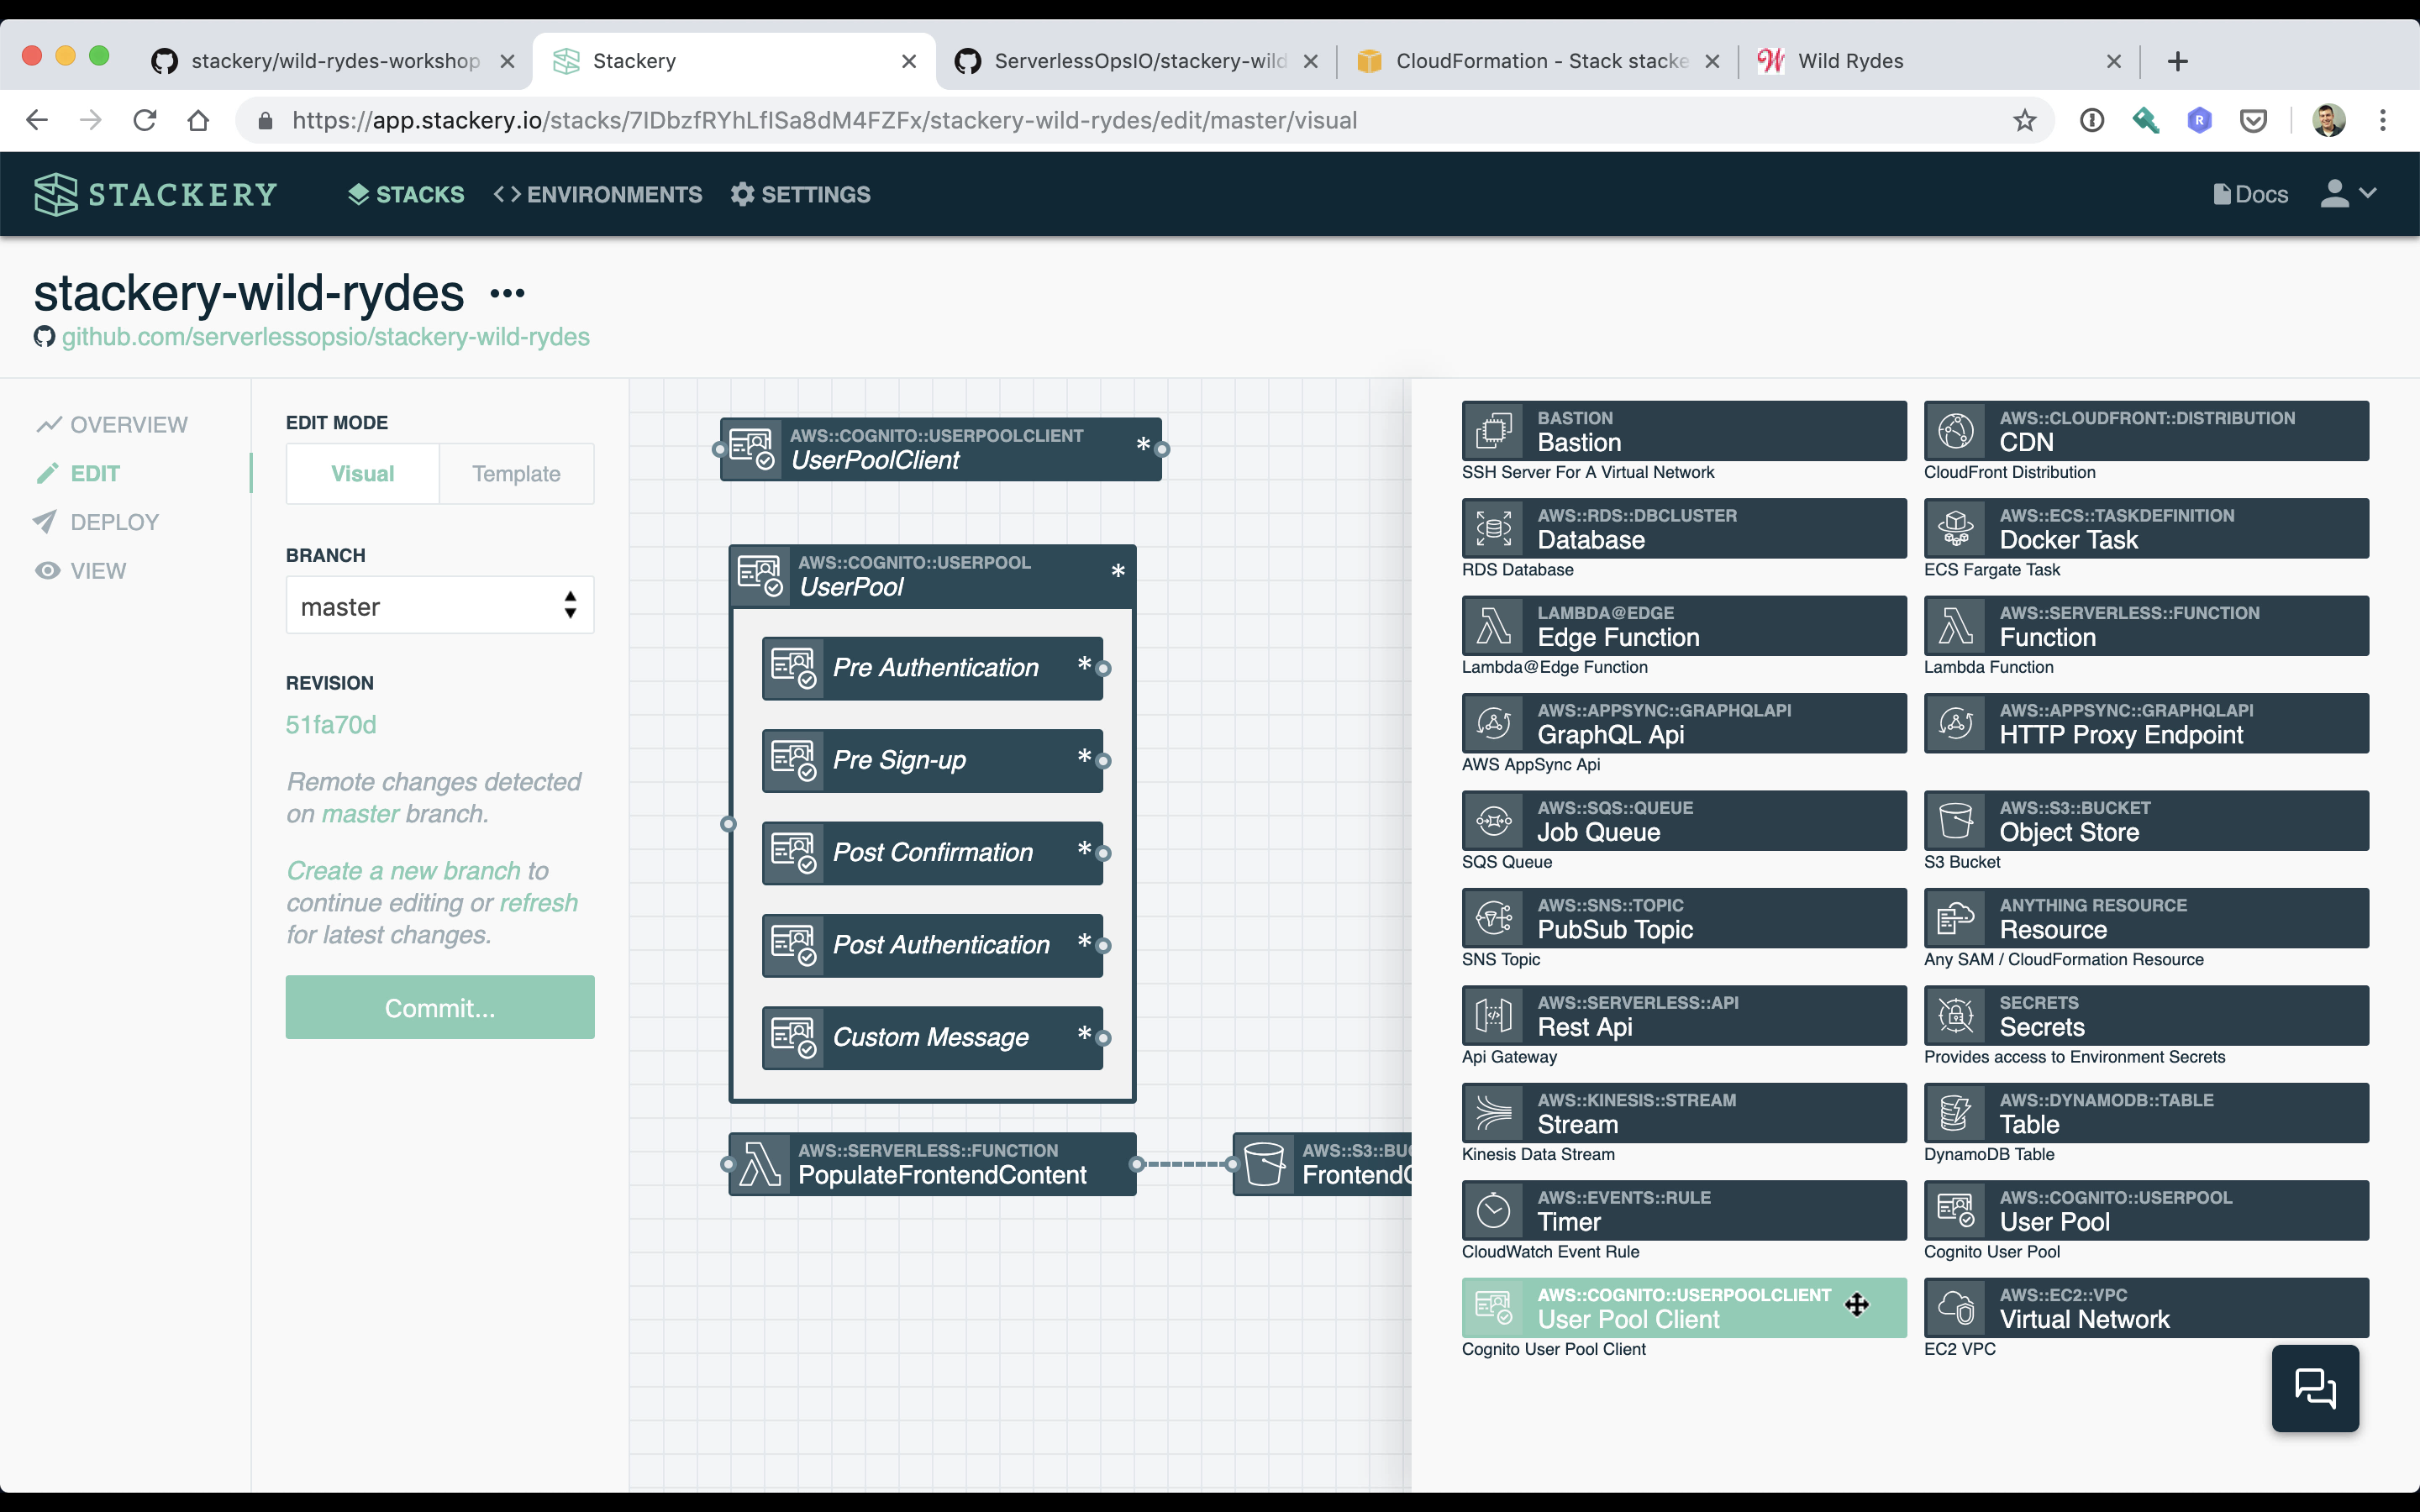 stackery/wild-rydes-workshop
Stackery
ServerlessOpsIO/stackery-wild
CloudFormation - Stack stacke
Wild Rydes
https://app.stackery.io/stacks/7IDbzfRYhLfISa8dM4FZFx/stackery-wild-rydes/edit/master/visual
STACKERY
STACKS
ENVIRONMENTS
SETTINGS
Docs
stackery-wild-rydes
github.com/serverlessopsio/stackery-wild-rydes
OVERVIEW
EDIT
DEPLOY
VIEW
EDIT MODE
Visual
Template
BRANCH
master
REVISION
51fa70d
Remote changes detected
on master branch.
Create a new branch to
continue editing or refresh
for latest changes.
Commit...
AWS::COGNITO::USERPOOLCLIENT
UserPoolClient *
AWS::COGNITO::USERPOOL
UserPool *
Pre Authentication *
Pre Sign-up *
Post Confirmation *
Post Authentication *
Custom Message *
AWS::SERVERLESS::FUNCTION
PopulateFrontendContent
AWS::S3::BUC
FrontendC
BASTION
Bastion
SSH Server For A Virtual Network
AWS::CLOUDFRONT::DISTRIBUTION
CDN
CloudFront Distribution
AWS::RDS::DBCLUSTER
Database
RDS Database
AWS::ECS::TASKDEFINITION
Docker Task
ECS Fargate Task
LAMBDA@EDGE
Edge Function
Lambda@Edge Function
AWS::SERVERLESS::FUNCTION
Function
Lambda Function
AWS::APPSYNC::GRAPHQLAPI
GraphQL Api
AWS AppSync Api
AWS::APPSYNC::GRAPHQLAPI
HTTP Proxy Endpoint
AWS::SQS::QUEUE
Job Queue
SQS Queue
AWS::S3::BUCKET
Object Store
S3 Bucket
AWS::SNS::TOPIC
PubSub Topic
SNS Topic
ANYTHING RESOURCE
Resource
Any SAM / CloudFormation Resource
AWS::SERVERLESS::API
Rest Api
Api Gateway
SECRETS
Secrets
Provides access to Environment Secrets
AWS::KINESIS::STREAM
Stream
Kinesis Data Stream
AWS::DYNAMODB::TABLE
Table
DynamoDB Table
AWS::EVENTS::RULE
Timer
CloudWatch Event Rule
AWS::COGNITO::USERPOOL
User Pool
Cognito User Pool
AWS::COGNITO::USERPOOLCLIENT
User Pool Client
Cognito User Pool Client
AWS::EC2::VPC
Virtual Network
EC2 VPC